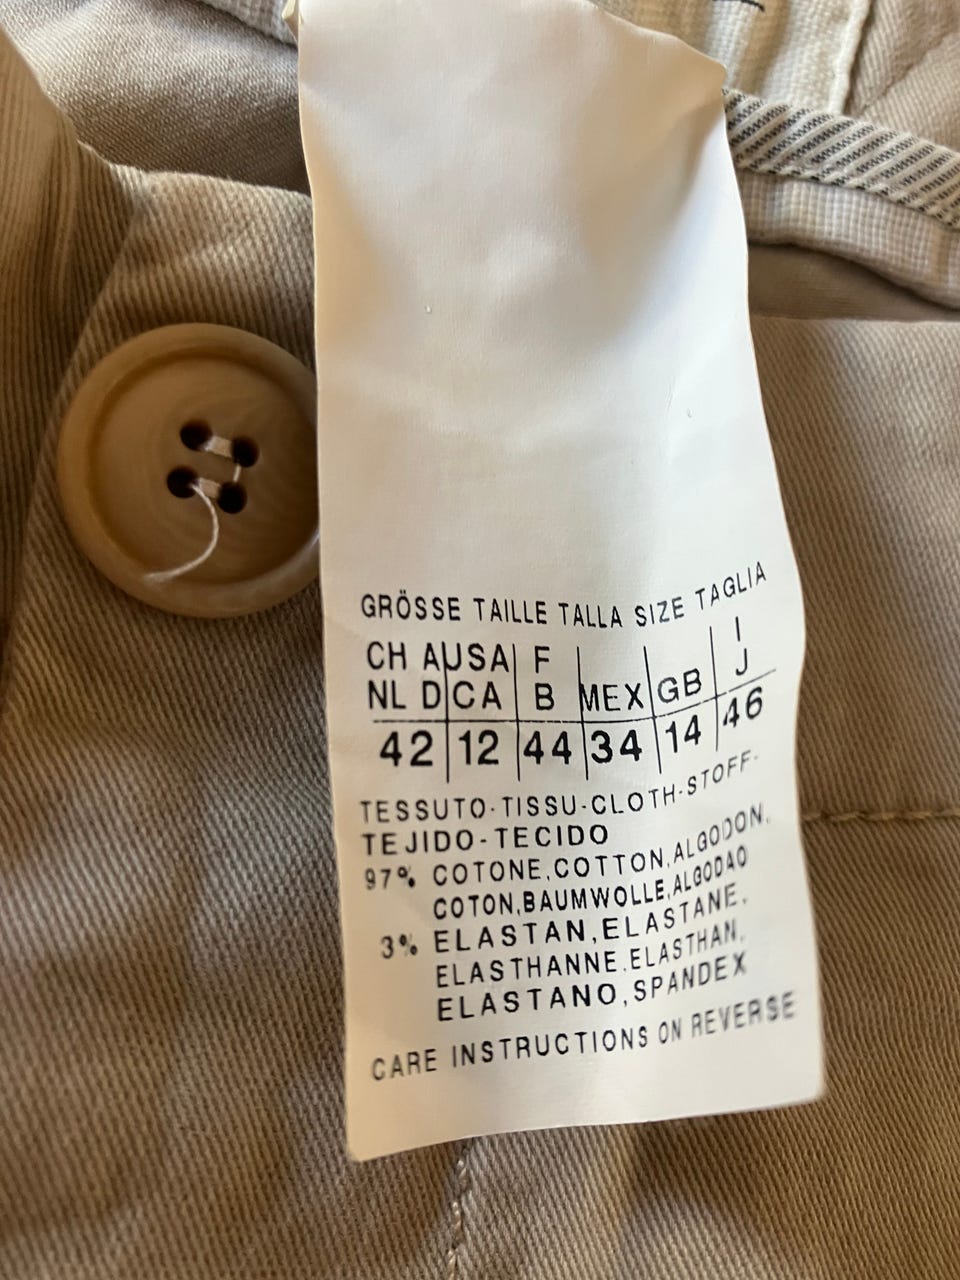 GRÖSSE TAILLE TALLA SIZE TAGLIA
CH A USA F I
NL D CA B MEX GB J
42 12 44 34 14 46
TESSUTO-TISSU-CLOTH-STOFF-
TEJIDO-TECIDO
97% COTONE,COTTON,ALGODON,
COTON,BAUMWOLLE,ALGODAO
3% ELASTAN,ELASTANE,
ELASTHANNE.ELASTHAN,
ELASTANO,SPANDEX
CARE INSTRUCTIONS ON REVERSE